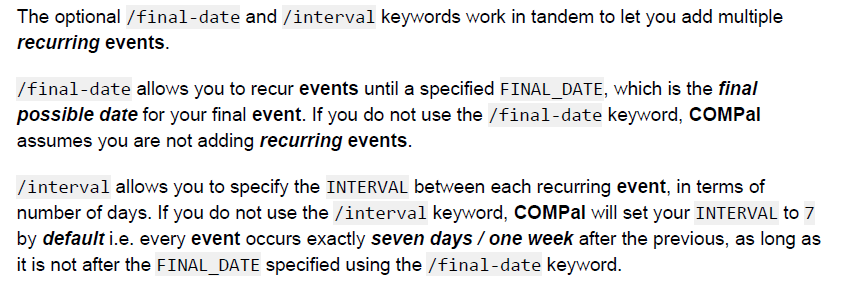 The optional /final-date and /interval keywords work in tandem to let you add multiple
recurring events.
/final-date allows you to recur events until a specified FINAL_DATE, which is the final
possible date for your final event. If you do not use the /final-date keyword, COMPal
assumes you are not adding recurring events.
/interval allows you to specify the INTERVAL between each recurring event, in terms of
number of days. If you do not use the /interval keyword, COMPal will set your INTERVAL to 7
by default i.e. every event occurs exactly seven days / one week after the previous, as long as
it is not after the FINAL_DATE specified using the /final-date keyword.